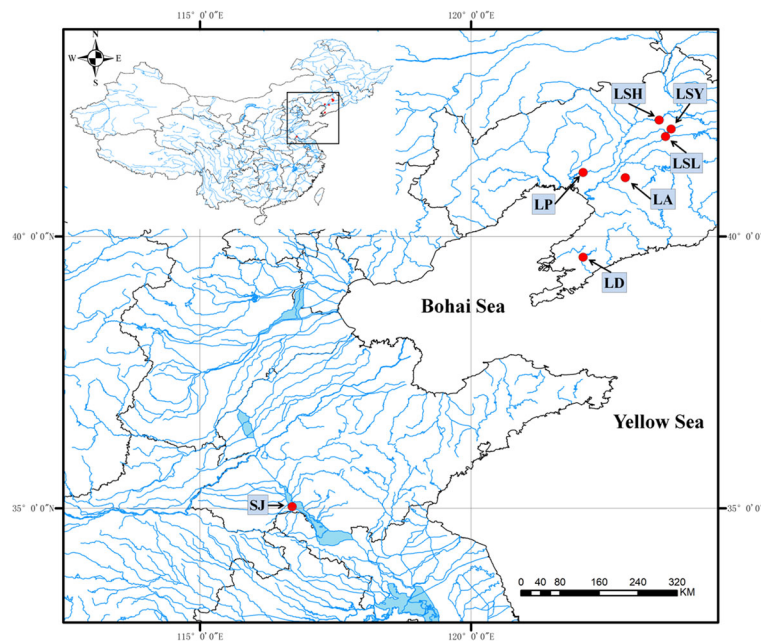 115° 0′0″E
120° 0′0″E
N
W
E
S
LSH
LSY
LSL
LP
LA
40° 0′0″N
40° 0′0″N
LD
Bohai Sea
Yellow Sea
SJ
35° 0′0″N
35° 0′0″N
0 40 80 160 240 320
KM
115° 0′0″E
120° 0′0″E